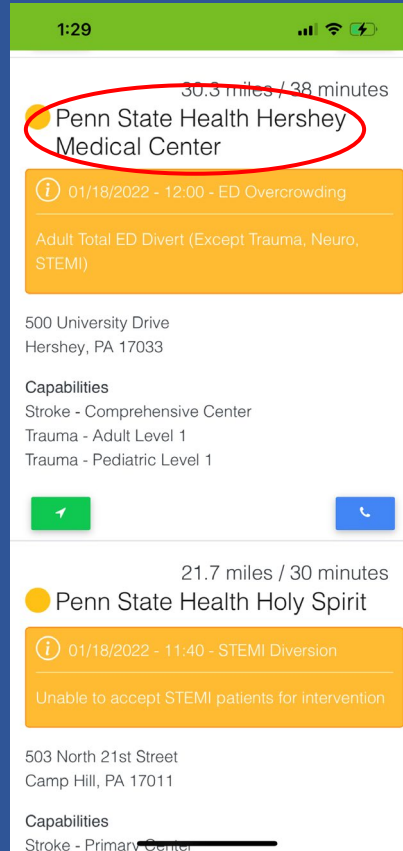 1:29
30.3 miles / 38 minutes
Penn State Health Hershey
Medical Center
01/18/2022 - 12:00 - ED Overcrowding
Adult Total ED Divert (Except Trauma, Neuro,
STEMI)
500 University Drive
Hershey, PA 17033
Capabilities
Stroke - Comprehensive Center
Trauma - Adult Level 1
Trauma - Pediatric Level 1
21.7 miles / 30 minutes
Penn State Health Holy Spirit
01/18/2022 - 11:40 - STEMI Diversion
Unable to accept STEMI patients for intervention
503 North 21st Street
Camp Hill, PA 17011
Capabilities
Stroke - Primary Center